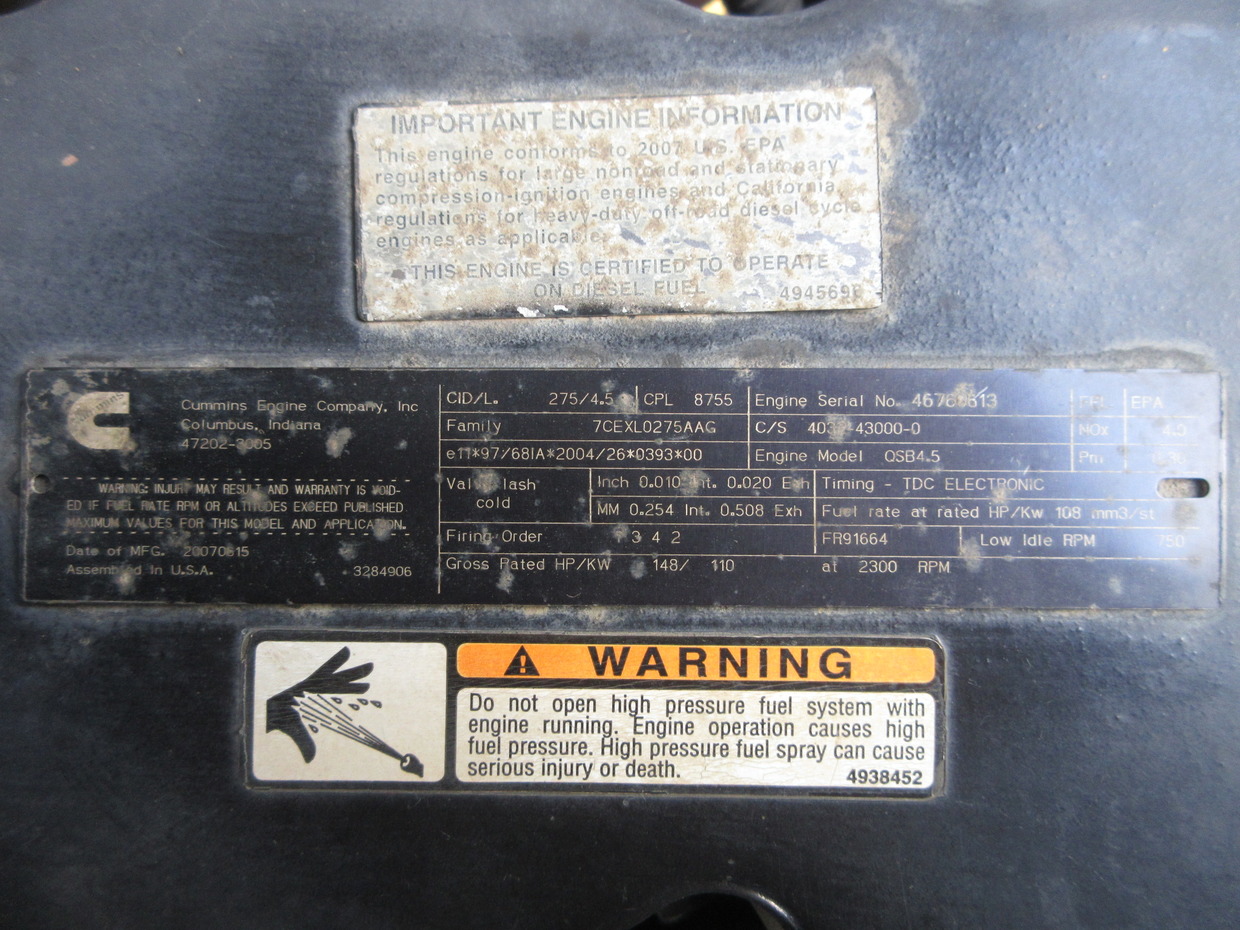 IMPORTANT ENGINE INFORMATION
This engine conforms to 2007 U.S. EPA
regulations for large nonroad and stationary
compression-ignition engines and California
regulations for heavy-duty off-road diesel cycle
engines as applicable.
THIS ENGINE IS CERTIFIED TO OPERATE
ON DIESEL FUEL
Cummins Engine Company, Inc
Columbus, Indiana
47202-3005
WARNING: INJURY MAY RESULT AND WARRANTY IS VOID-
ED IF FUEL RATE RPM OR ALTITUDES EXCEED PUBLISHED
MAXIMUM VALUES FOR THIS MODEL AND APPLICATION.
Date of MFG. 20070615
Assembled in U.S.A. 3284906
CID/L. 275/4.5 CPL 8755 Engine Serial No. EPA
Family 7CEXL0275AAG C/S NOx
e11*97/68IA*2004/26*0393*00 Engine Model QSB4.5 Pm
Valve lash cold Inch 0.010 Int. 0.020 Exh Timing - TDC ELECTRONIC
MM 0.254 Int. 0.508 Exh Fuel rate at rated HP/Kw 108 mm3/st
Firing Order 3 4 2 FR91664 Low Idle RPM 750
Gross Rated HP/KW 148/ 110 at 2300 RPM
WARNING
Do not open high pressure fuel system with
engine running. Engine operation causes high
fuel pressure. High pressure fuel spray can cause
serious injury or death. 4938452